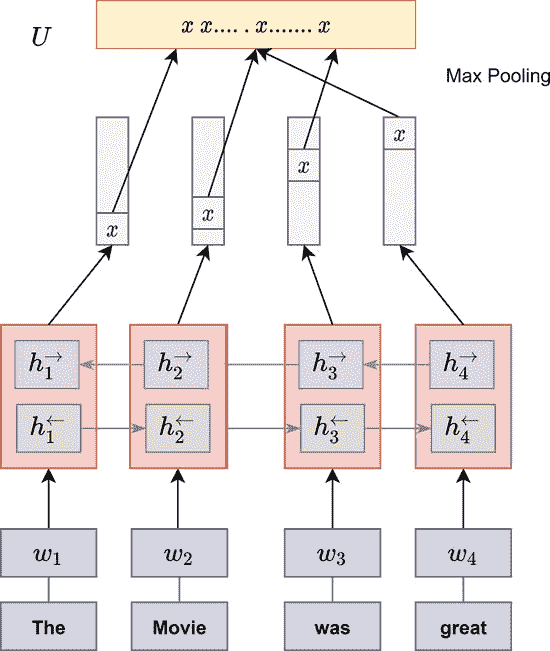 U x x.... . x....... x
Max Pooling
x x x x
h₁→ h₂→ h₃→ h₄→
h₁← h₂← h₃← h₄←
w₁ w₂ w₃ w₄
The Movie was great